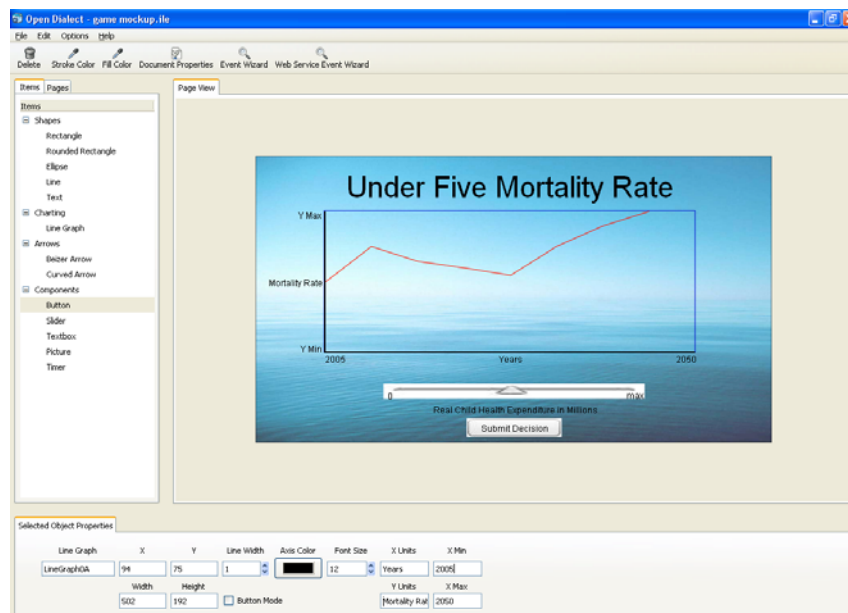 Open Dialect - game mockup.ile
File Edit Options Help
Delete Stroke Color Fill Color Document Properties Event Wizard Web Service Event Wizard
Items Pages
Items
Shapes
Rectangle
Rounded Rectangle
Ellipse
Line
Text
Charting
Line Graph
Arrows
Beizer Arrow
Curved Arrow
Components
Button
Slider
Textbox
Picture
Timer
Page View
Under Five Mortality Rate
Y Max
Mortality Rate
Y Min
2005 Years 2050
0 max
Real Child Health Expenditure in Millions
Submit Decision
Selected Object Properties
Line Graph X Y Line Width Axis Color Font Size X Units X Min
LineGraph0A 94 75 1 12 Years 2005
Width Height Y Units X Max
502 192 Button Mode Mortality Rat 2050